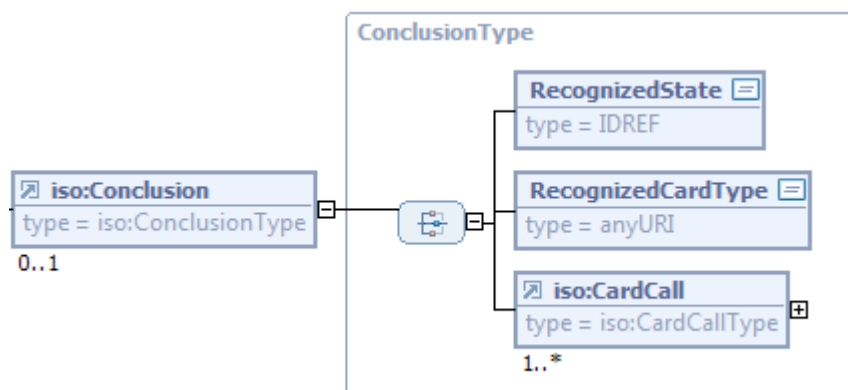 ConclusionType
RecognizedState
type = IDREF
iso:Conclusion
type = iso:ConclusionType
0..1
RecognizedCardType
type = anyURI
iso:CardCall
type = iso:CardCallType
1..*